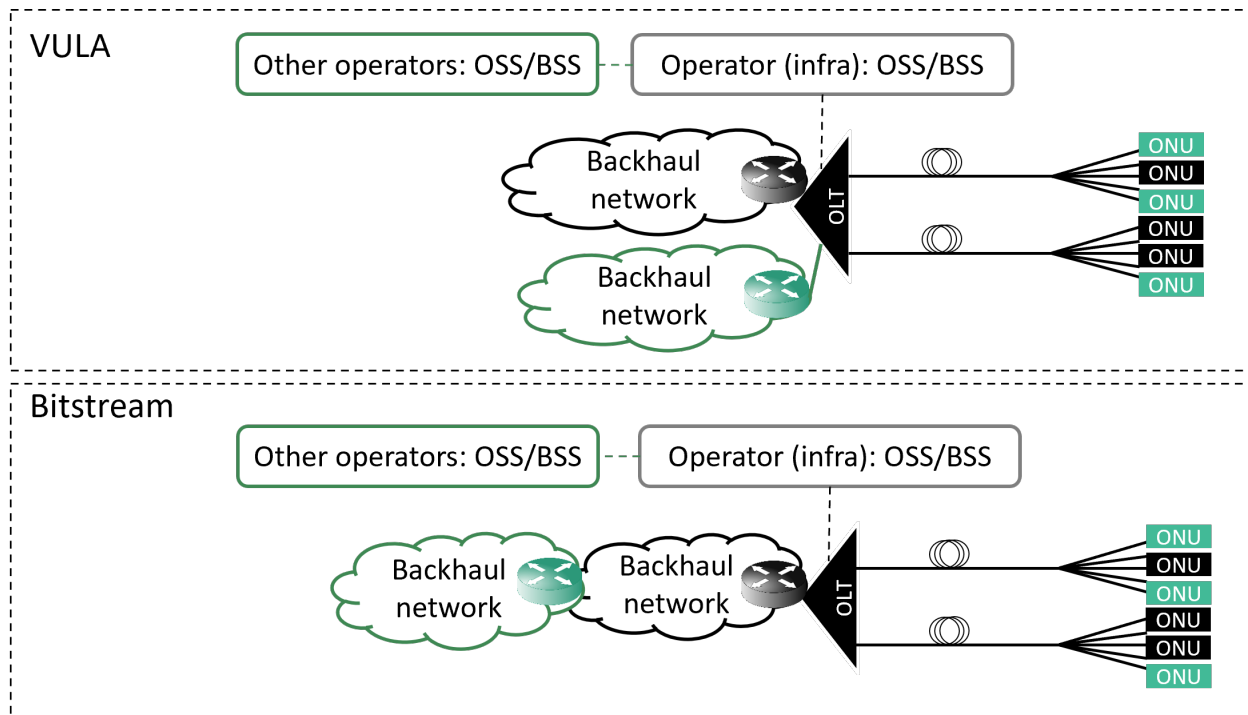 VULA
Other operators: OSS/BSS
Operator (infra): OSS/BSS
Backhaul
network
OLT
ONU
ONU
ONU
ONU
ONU
ONU
Backhaul
network
Bitstream
Other operators: OSS/BSS
Operator (infra): OSS/BSS
Backhaul
network
Backhaul
network
OLT
ONU
ONU
ONU
ONU
ONU
ONU